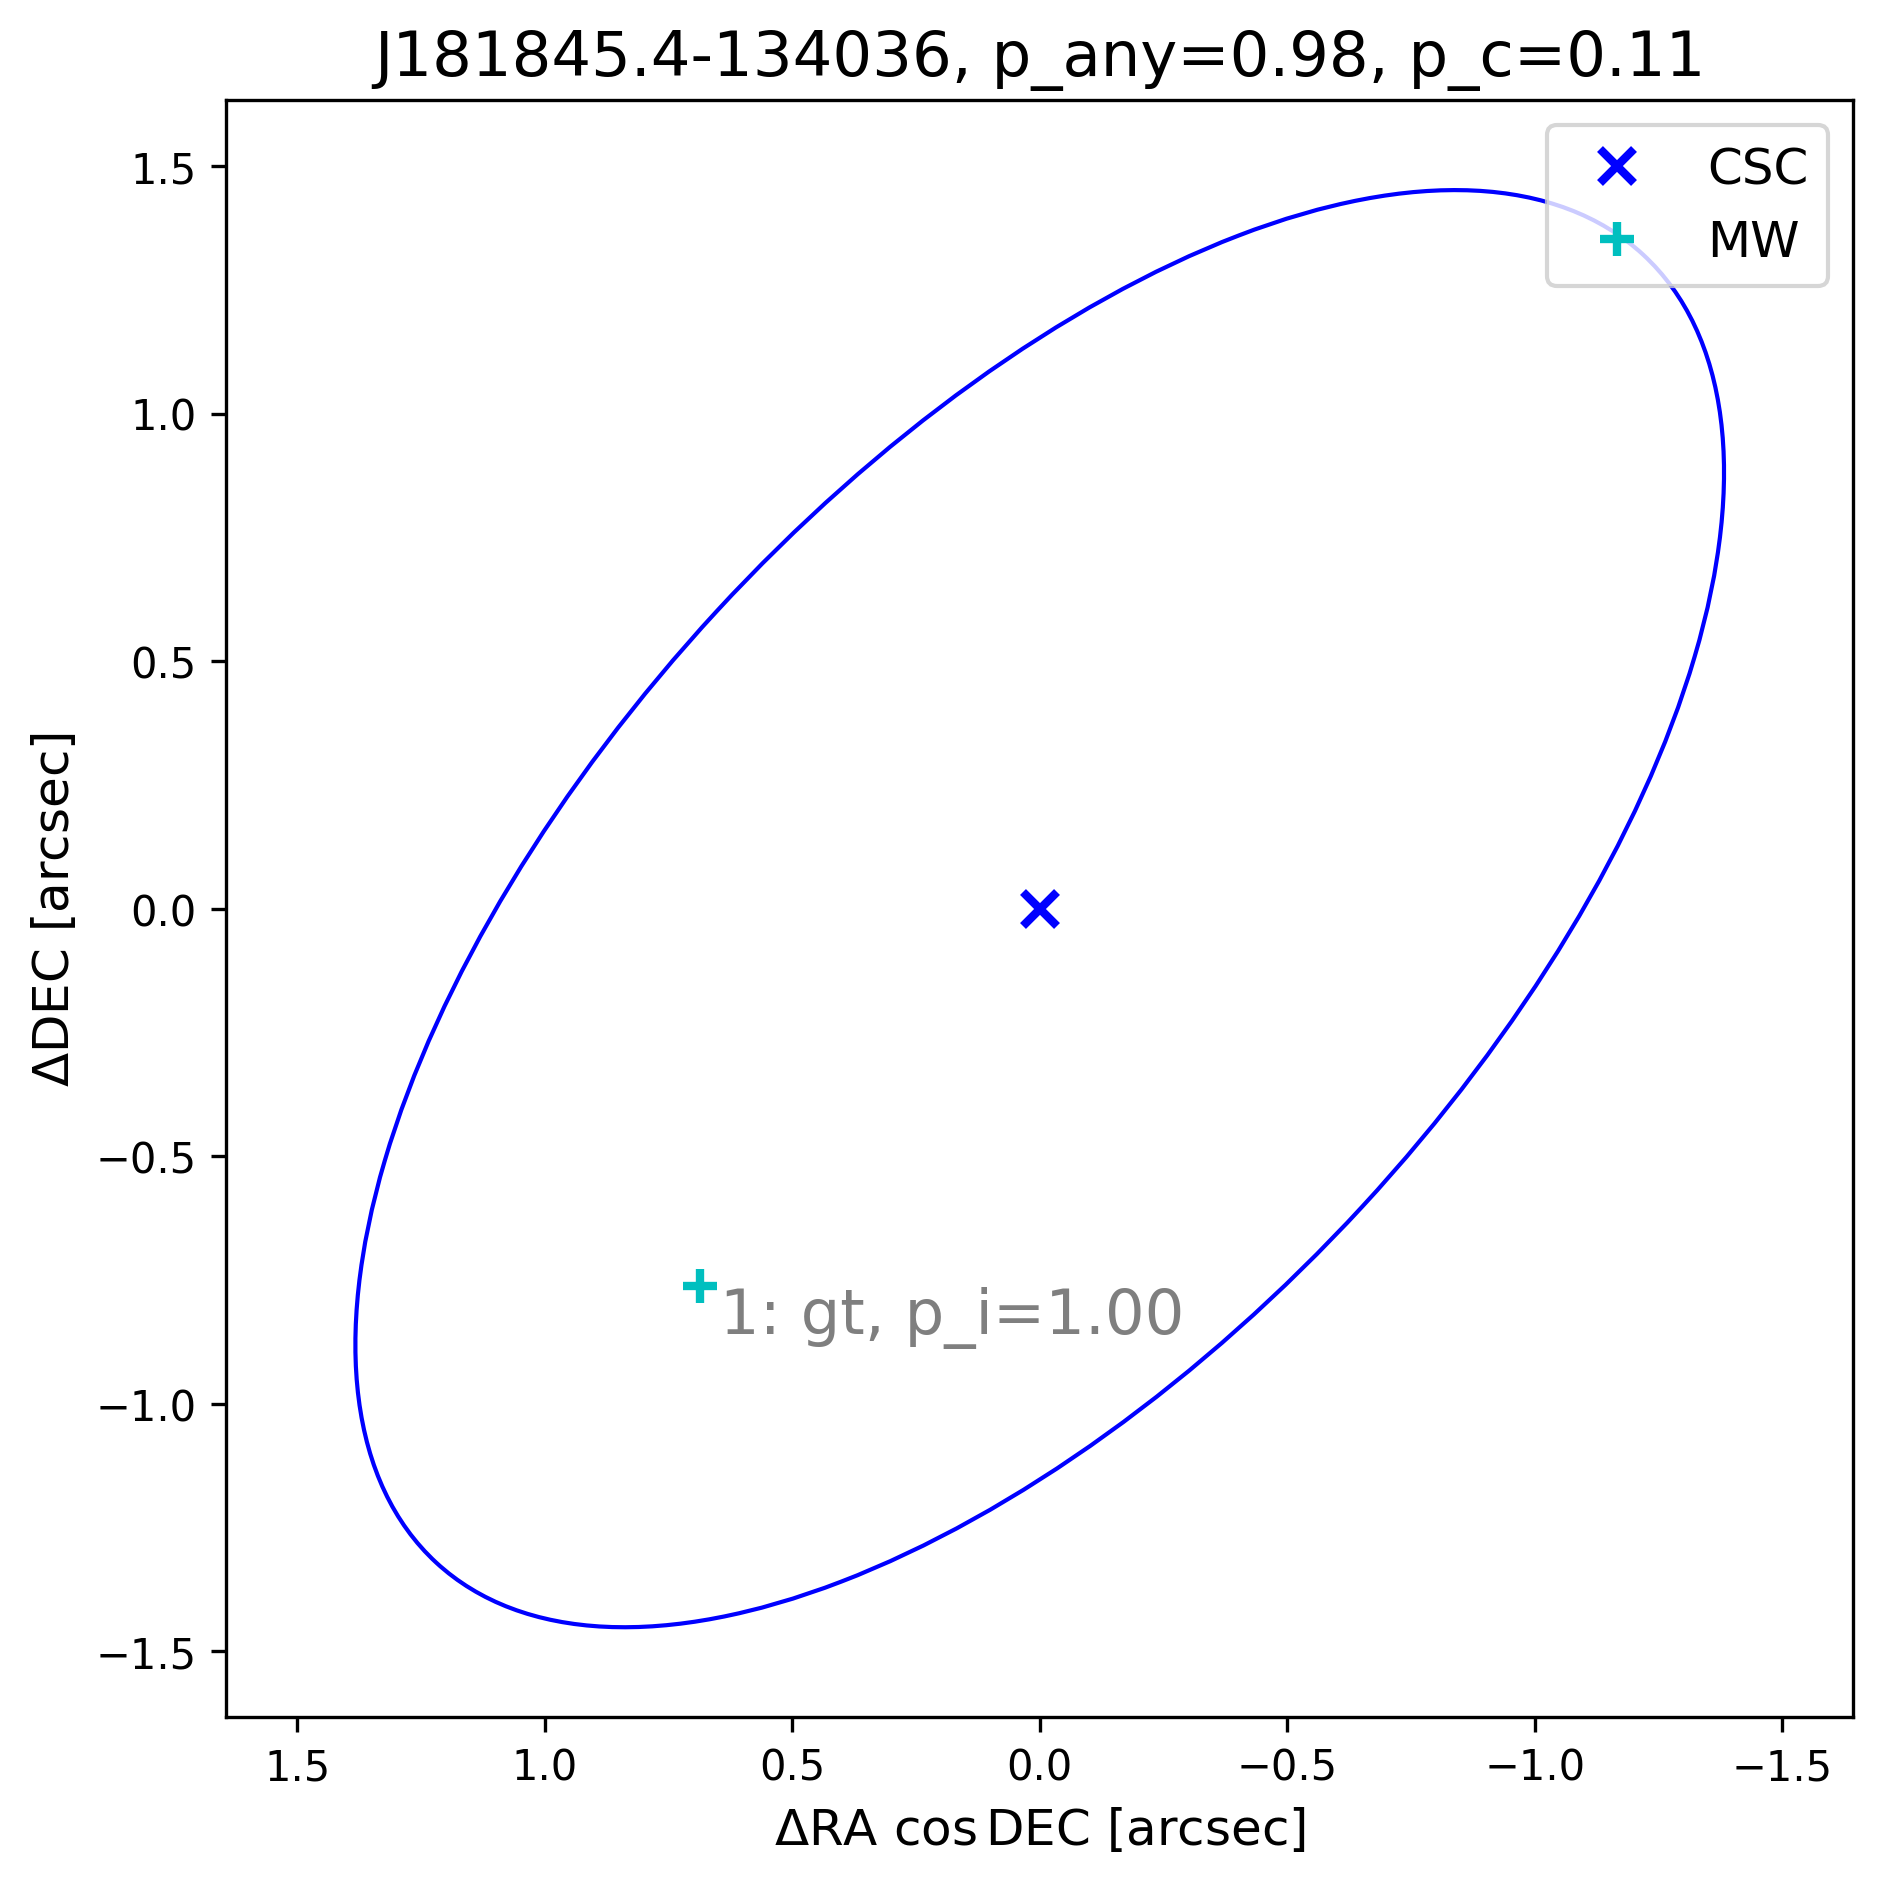 J181845.4-134036, p_any=0.98, p_c=0.11
CSC
MW
1.5
1.0
0.5
0.0
−0.5
−1.0
−1.5
ΔDEC [arcsec]
1: gt, p_i=1.00
1.5 1.0 0.5 0.0 −0.5 −1.0 −1.5
ΔRA cos DEC [arcsec]